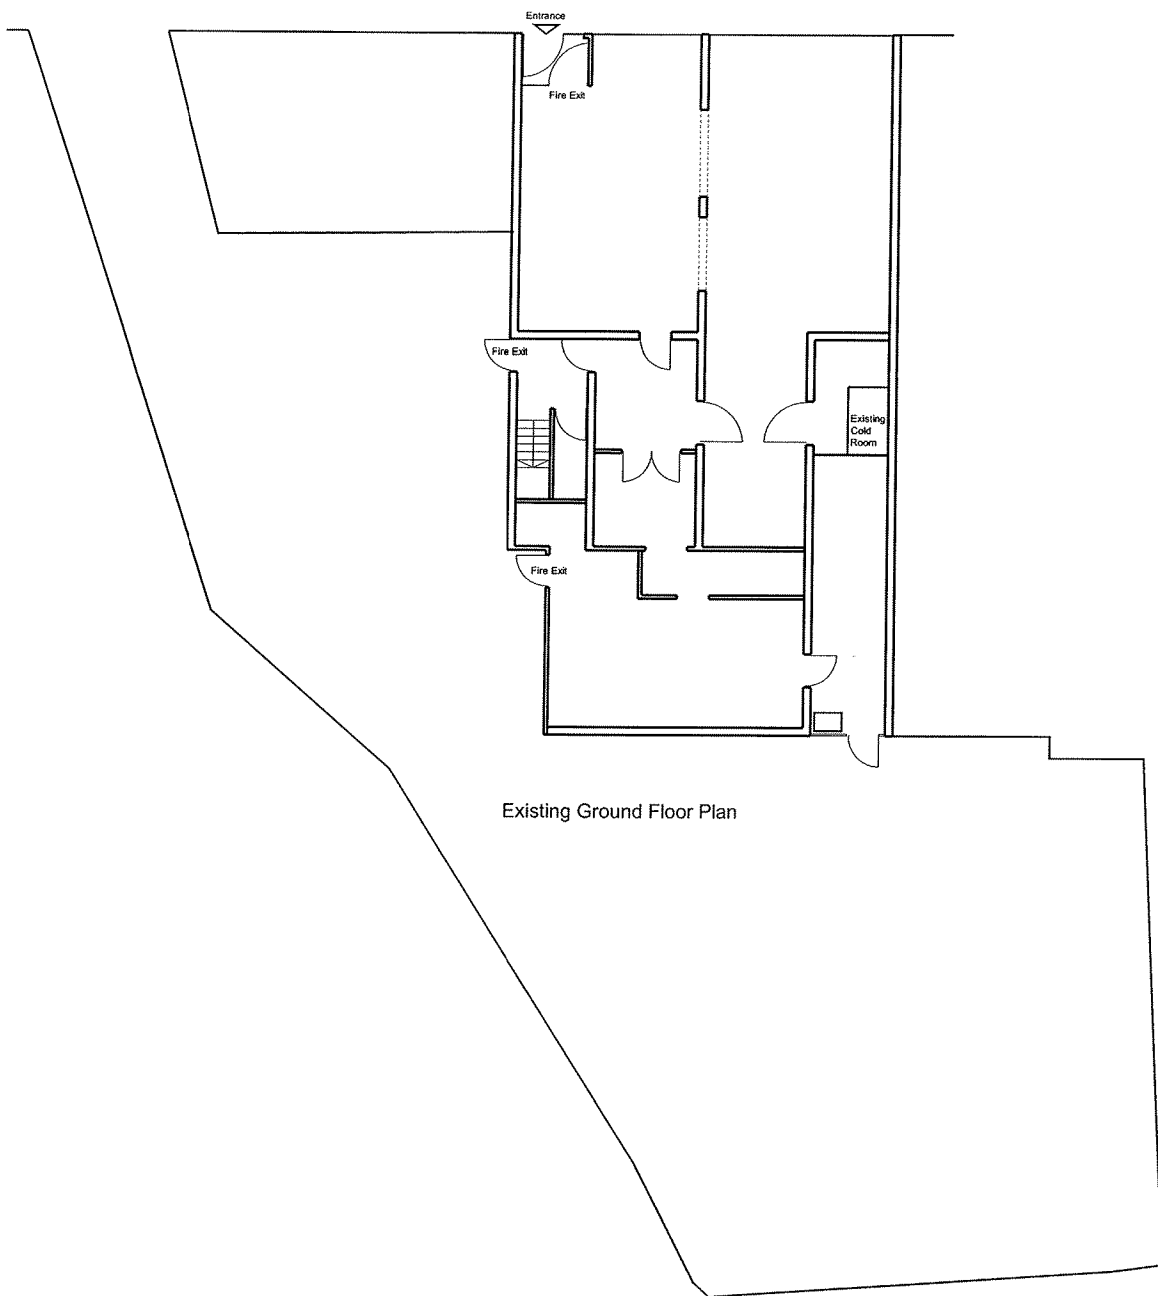 Entrance
Fire Exit
Fire Exit
Existing
Cold
Room
Fire Exit
Existing Ground Floor Plan